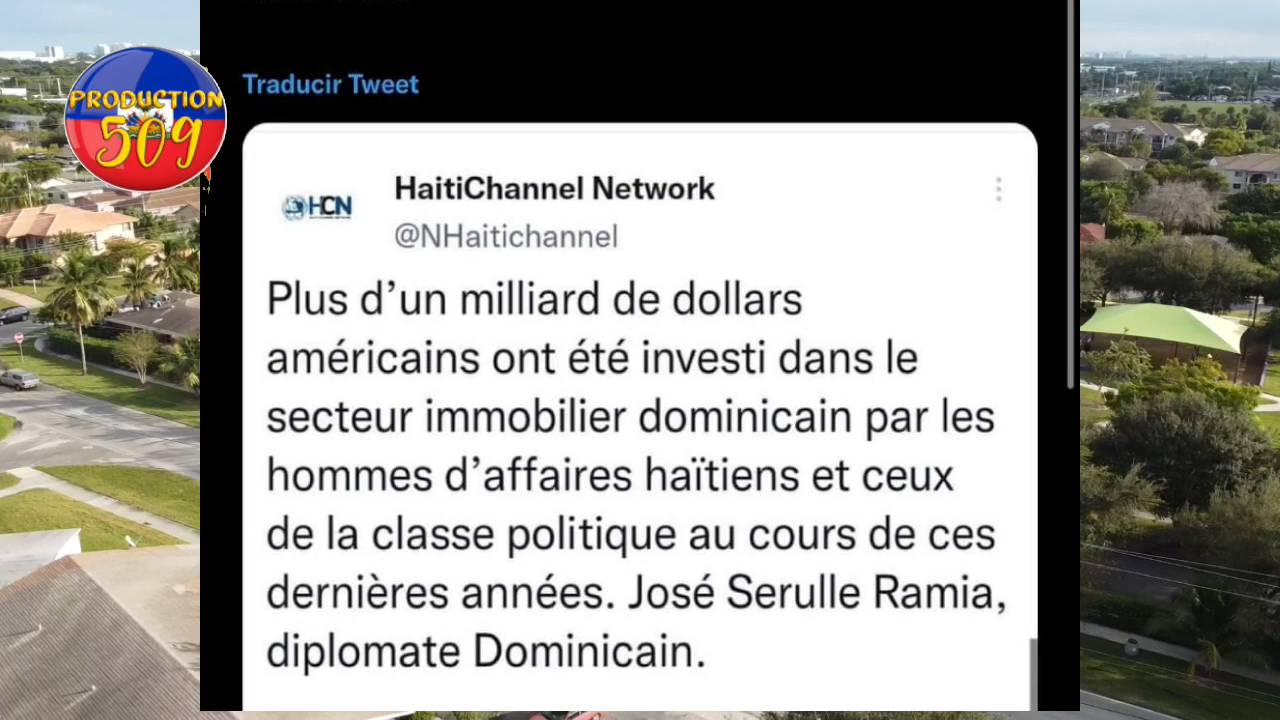 Traducir Tweet
PRODUCTION
509
HCN
HaitiChannel Network
@NHaitichannel
Plus d’un milliard de dollars
américains ont été investi dans le
secteur immobilier dominicain par les
hommes d’affaires haïtiens et ceux
de la classe politique au cours de ces
dernières années. José Serulle Ramia,
diplomate Dominicain.